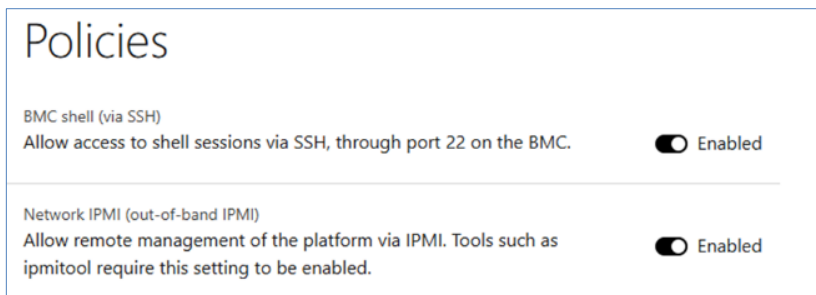 Policies
BMC shell (via SSH)
Allow access to shell sessions via SSH, through port 22 on the BMC.
Enabled
Network IPMI (out-of-band IPMI)
Allow remote management of the platform via IPMI. Tools such as
ipmitool require this setting to be enabled.
Enabled